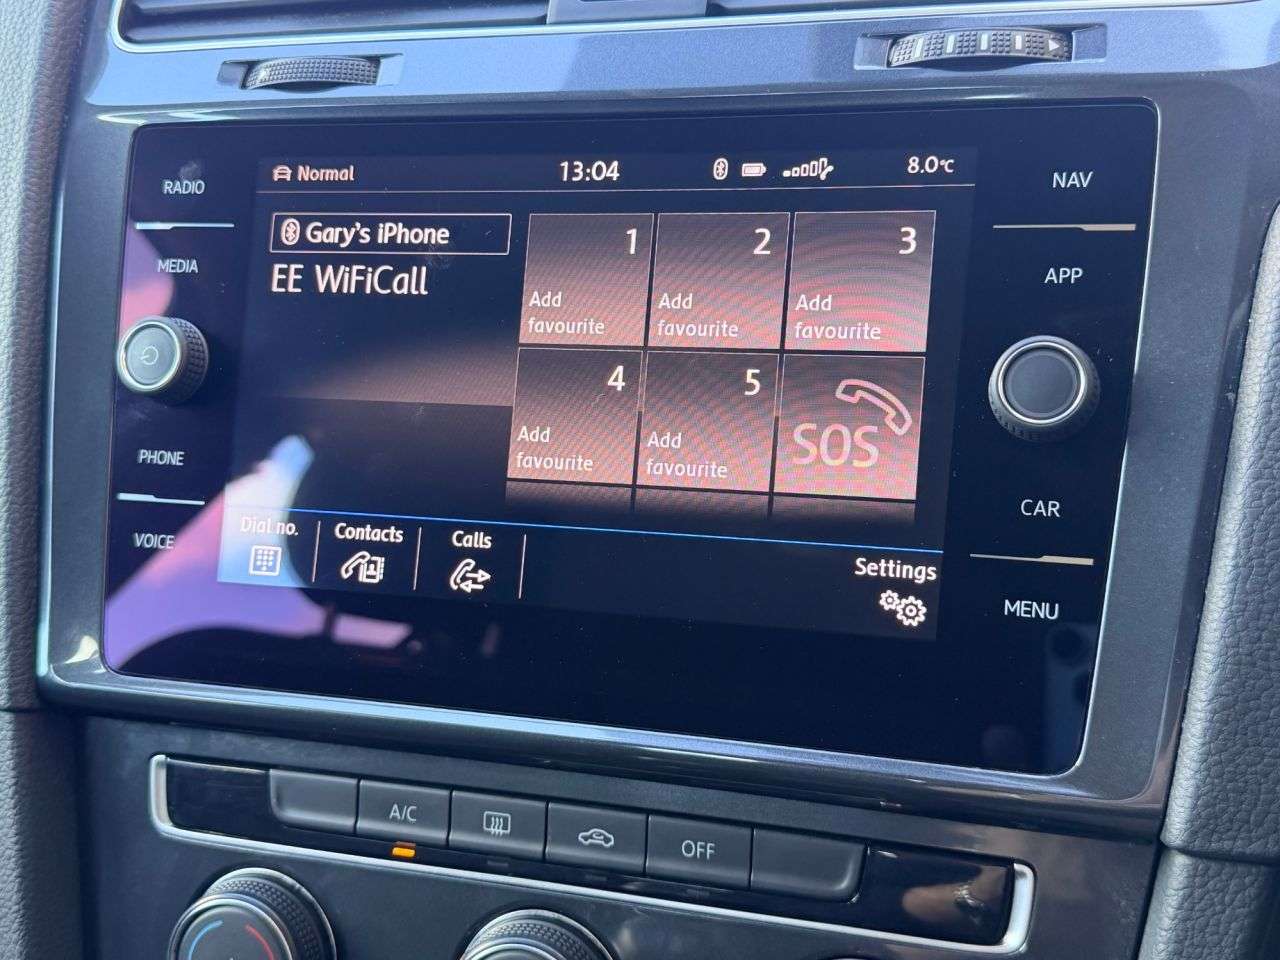 RADIO
MEDIA
PHONE
VOICE
Normal
13:04
8.0°C
Gary's iPhone
EE WiFiCall
1
Add
favourite
2
Add
favourite
3
Add
favourite
4
Add
favourite
5
Add
favourite
SOS
Dial no.
Contacts
Calls
Settings
NAV
APP
CAR
MENU
A/C
OFF